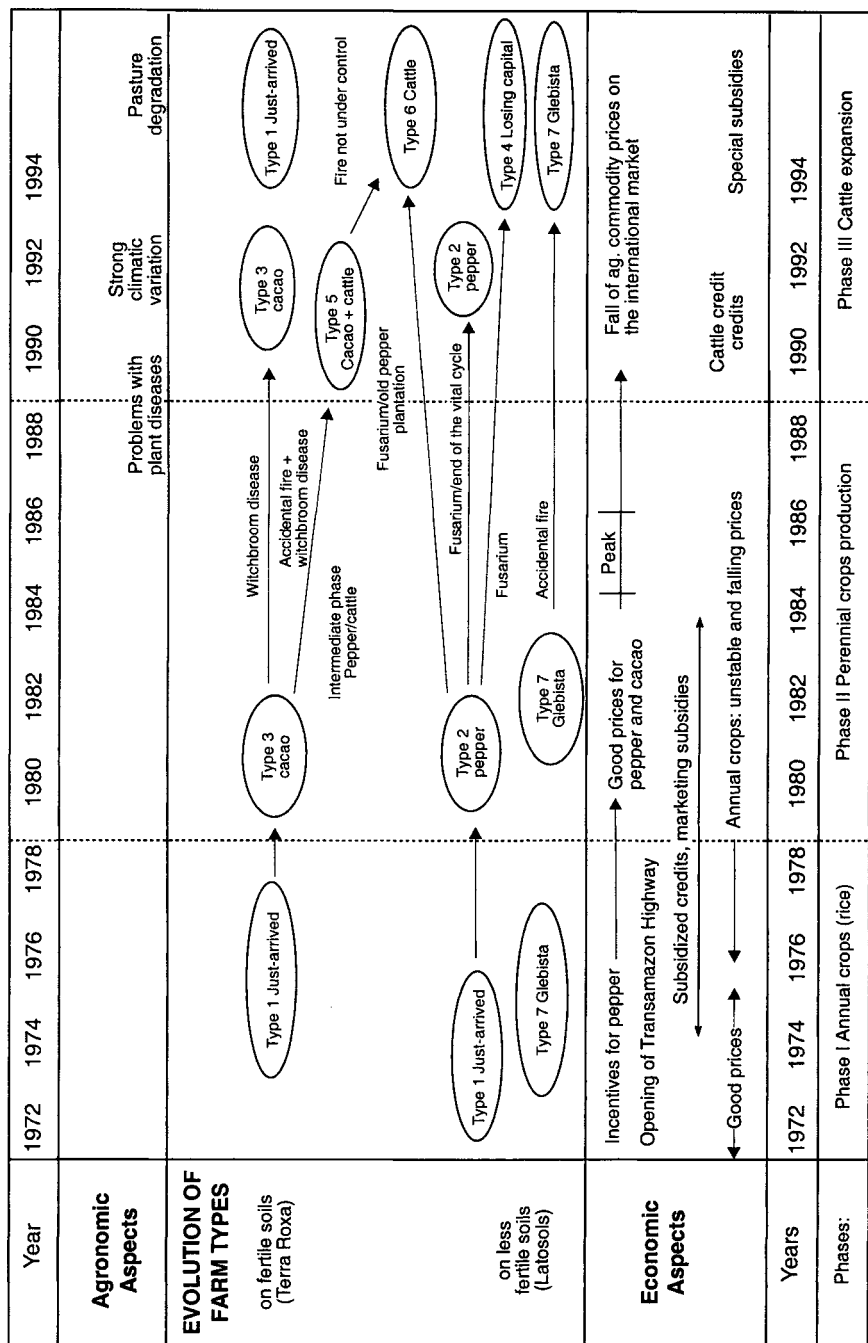 Year
1972 1974 1976 1978 1980 1982 1984 1986 1988 1990 1992 1994
Agronomic
Aspects
Problems with
plant diseases
Strong
climatic
variation
Pasture
degradation
EVOLUTION OF
FARM TYPES
on fertile soils
(Terra Roxa)
Type 1 Just-arrived
Type 3
cacao
Witchbroom disease
Accidental fire +
witchbroom disease
Intermediate phase
Pepper/cattle
Type 3
cacao
Type 5
Cacao + cattle
Type 1 Just-arrived
Fire not under control
Type 6 Cattle
Fusarium/old pepper
plantation
on less
fertile soils
(Latosols)
Type 1 Just-arrived
Type 2
pepper
Fusarium/end of the vital cycle
Type 2
pepper
Fusarium
Type 4 Losing capital
Type 7 Glebista
Type 7
Glebista
Accidental fire
Type 7 Glebista
Economic
Aspects
Incentives for pepper
Good prices for
pepper and cacao
Peak
Fall of ag. commodity prices on
the international market
Opening of Transamazon Highway
Subsidized credits, marketing subsidies
Cattle credit
credits
Special subsidies
Good prices
Annual crops: unstable and falling prices
Years
1972 1974 1976 1978 1980 1982 1984 1986 1988 1990 1992 1994
Phases:
Phase I Annual crops (rice)
Phase II Perennial crops production
Phase III Cattle expansion